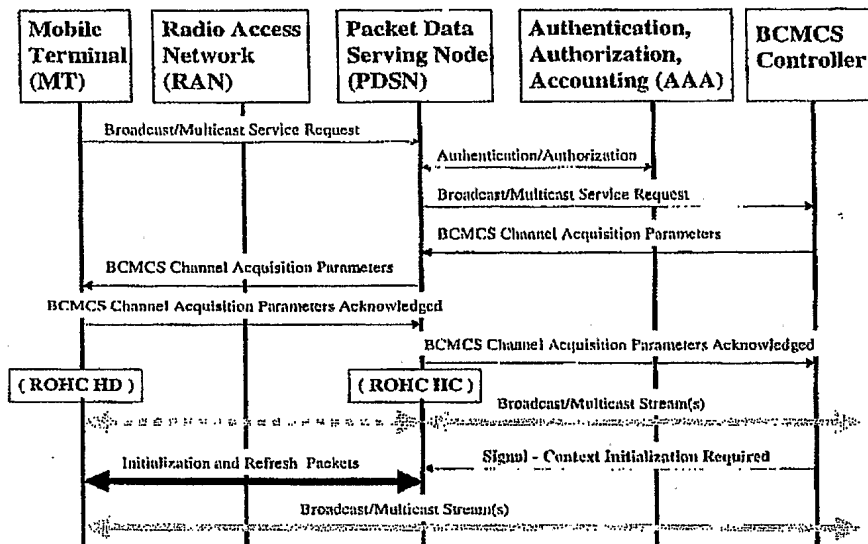 Mobile
Terminal
(MT)
Radio Access
Network
(RAN)
Packet Data
Serving Node
(PDSN)
Authentication,
Authorization,
Accounting (AAA)
BCMCS
Controller
Broadcast/Multicast Service Request
Authentication/Authorization
Broadcast/Multicast Service Request
BCMCS Channel Acquisition Parameters
BCMCS Channel Acquisition Parameters
BCMCS Channel Acquisition Parameters Acknowledged
BCMCS Channel Acquisition Parameters Acknowledged
( ROHC HD )
( ROHC HC )
Broadcast/Multicast Stream(s)
Signal - Context Initialization Required
Initialization and Refresh Packets
Broadcast/Multicast Stream(s)